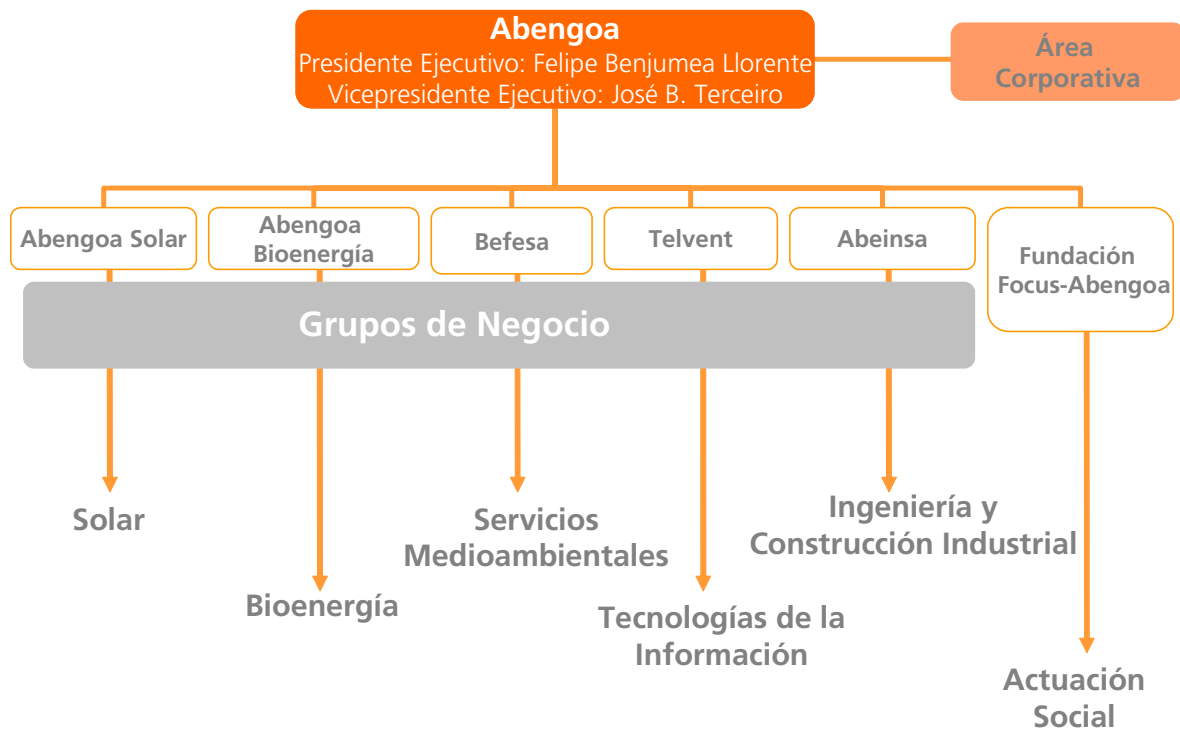 Abengoa
Presidente Ejecutivo: Felipe Benjumea Llorente
Vicepresidente Ejecutivo: José B. Terceiro
Área
Corporativa
Abengoa Solar
Abengoa
Bioenergía
Befesa
Telvent
Abeinsa
Fundación
Focus-Abengoa
Grupos de Negocio
Solar
Bioenergía
Servicios
Medioambientales
Tecnologías de la
Información
Ingeniería y
Construcción Industrial
Actuación
Social